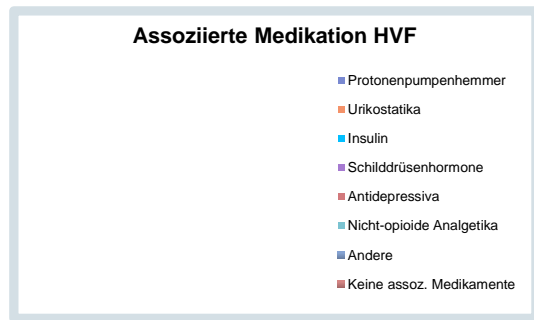 Assoziierte Medikation HVF
Protonenpumpenhemmer
Urikostatika
Insulin
Schilddrüsenhormone
Antidepressiva
Nicht-opioide Analgetika
Andere
Keine assoz. Medikamente